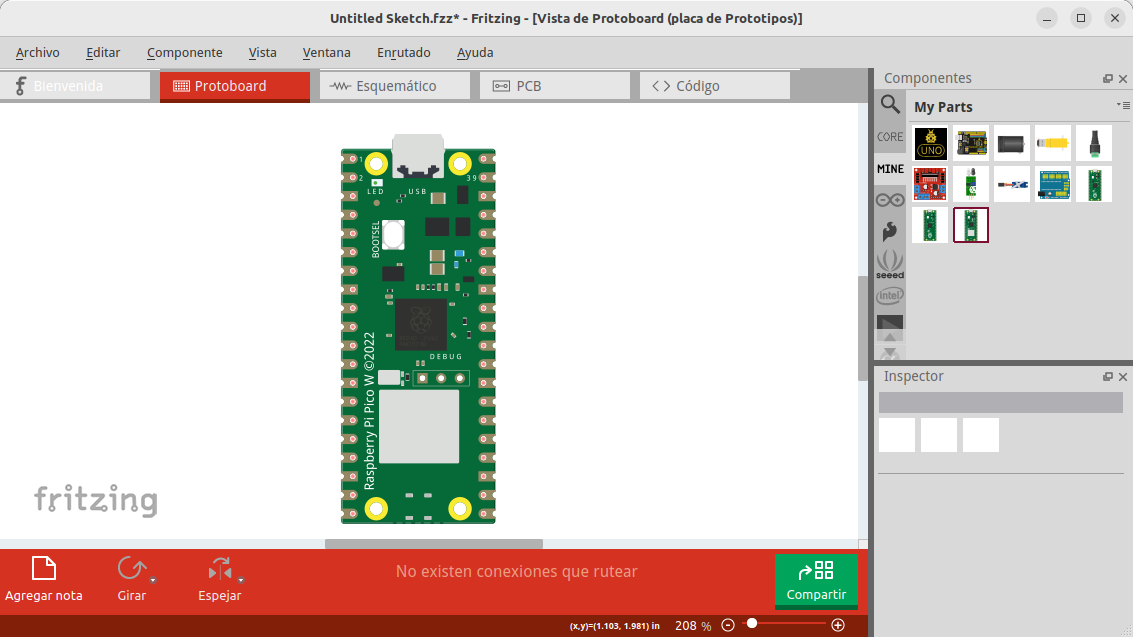 Untitled Sketch.fzz* - Fritzing - [Vista de Protoboard (placa de Prototipos)]
Archivo Editar Componente Vista Ventana Enrutado Ayuda
Bienvenida Protoboard Esquemático PCB Código
Componentes
My Parts
CORE
MINE
UNO
seeed
intel
1
2
39
LED USB
BOOTSEL
DEBUG
Raspberry Pi Pico W ©2022
fritzing
Inspector
Agregar nota Girar Espejar
No existen conexiones que rutear
Compartir
(x,y)=(1.103, 1.981) in 208 %